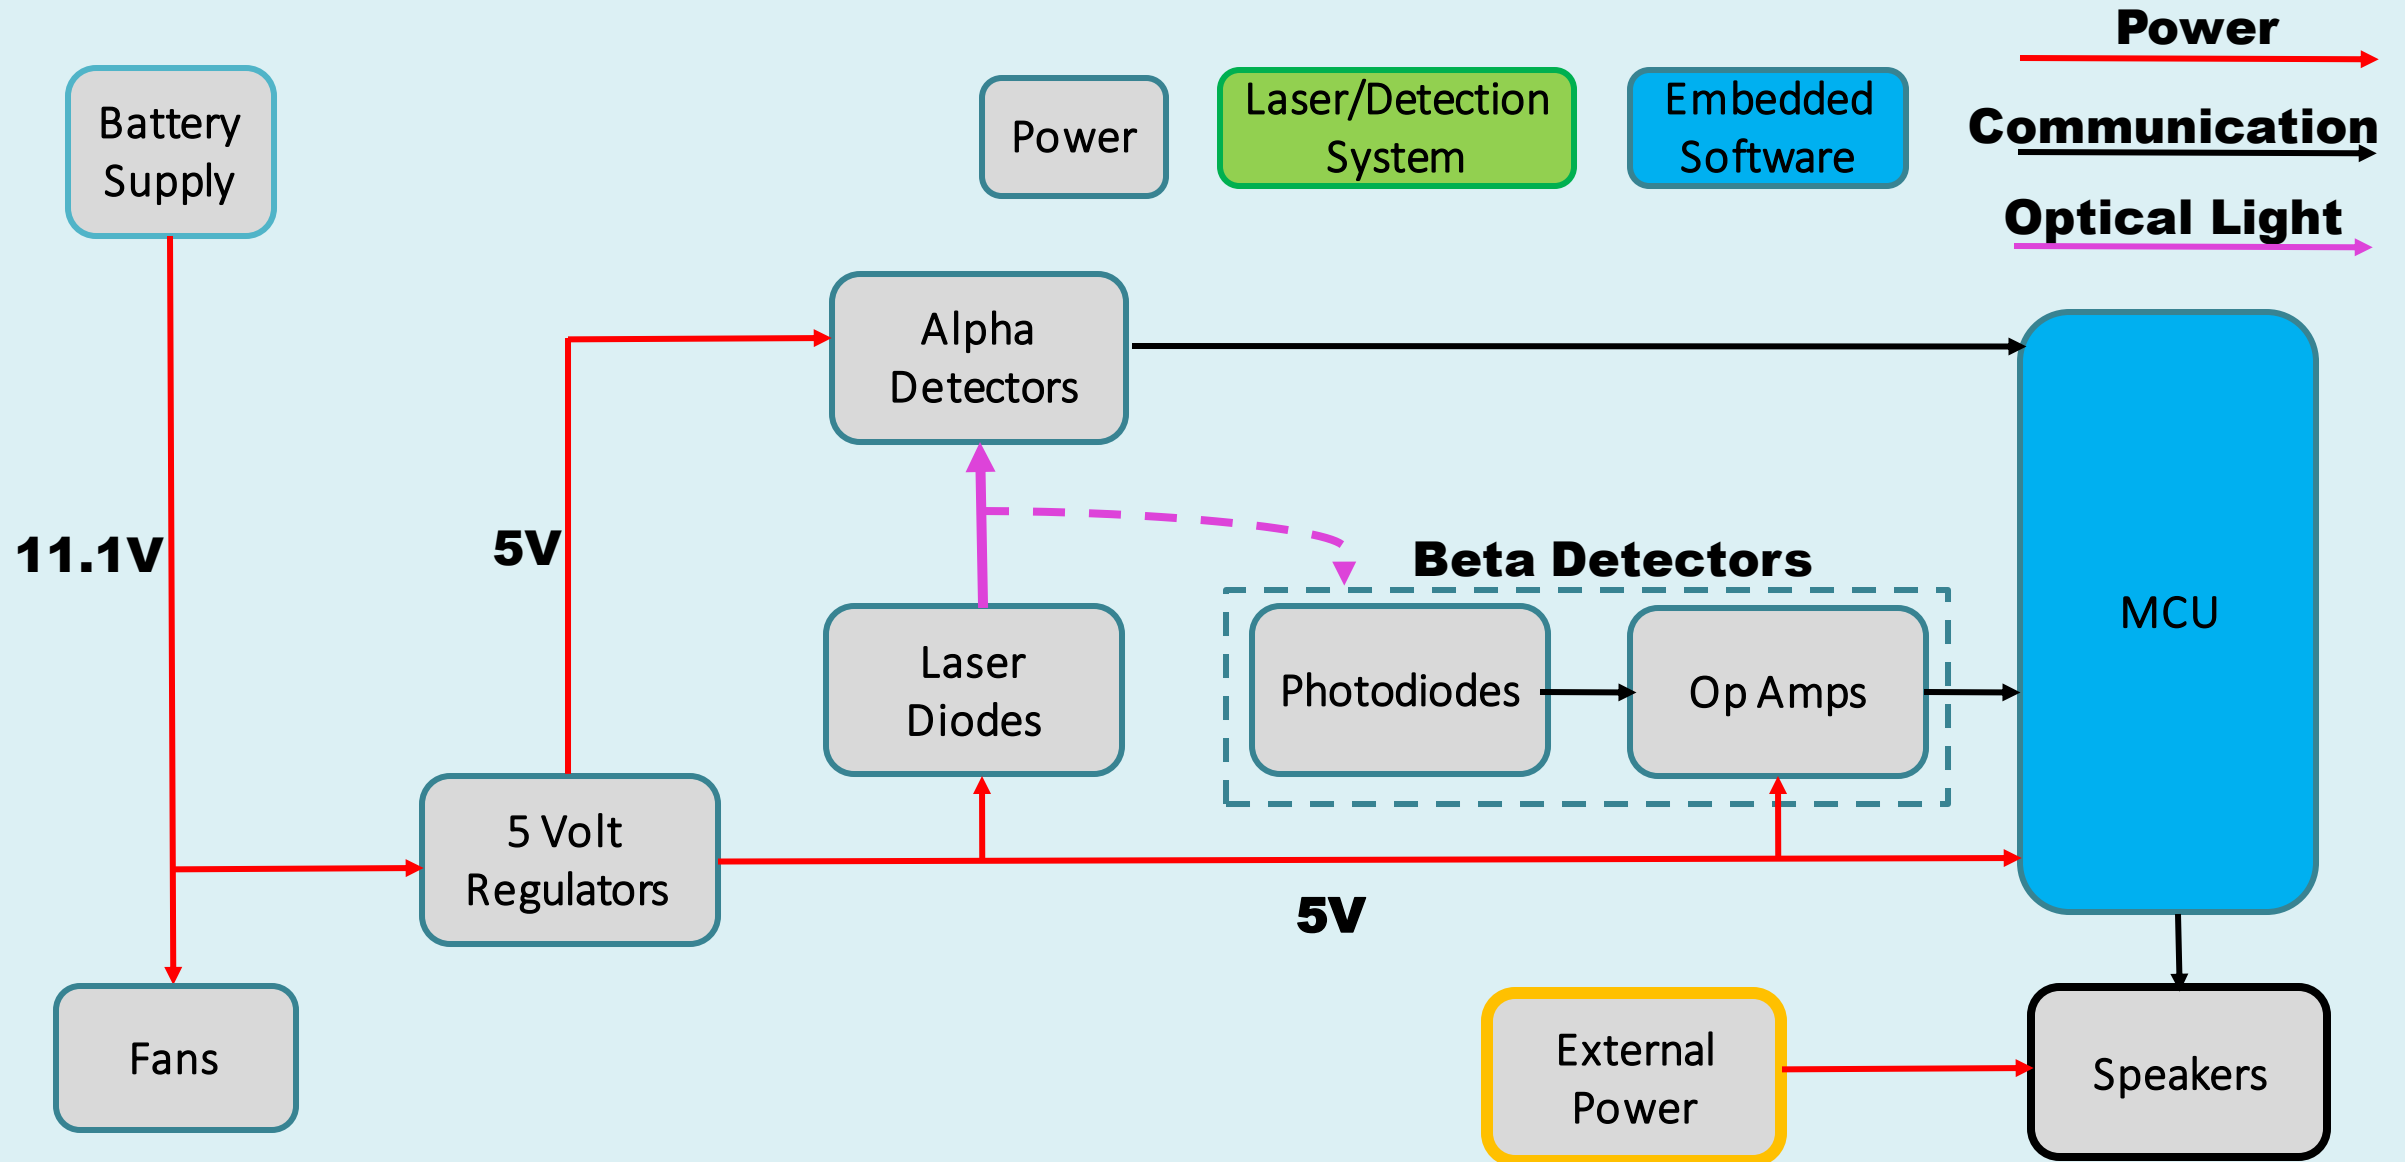 Power
Battery
Supply
Power
Laser/Detection
System
Embedded
Software
Communication
Optical Light
Alpha
Detectors
11.1V
5V
Beta Detectors
Laser
Diodes
Photodiodes
Op Amps
MCU
5 Volt
Regulators
5V
Fans
External
Power
Speakers